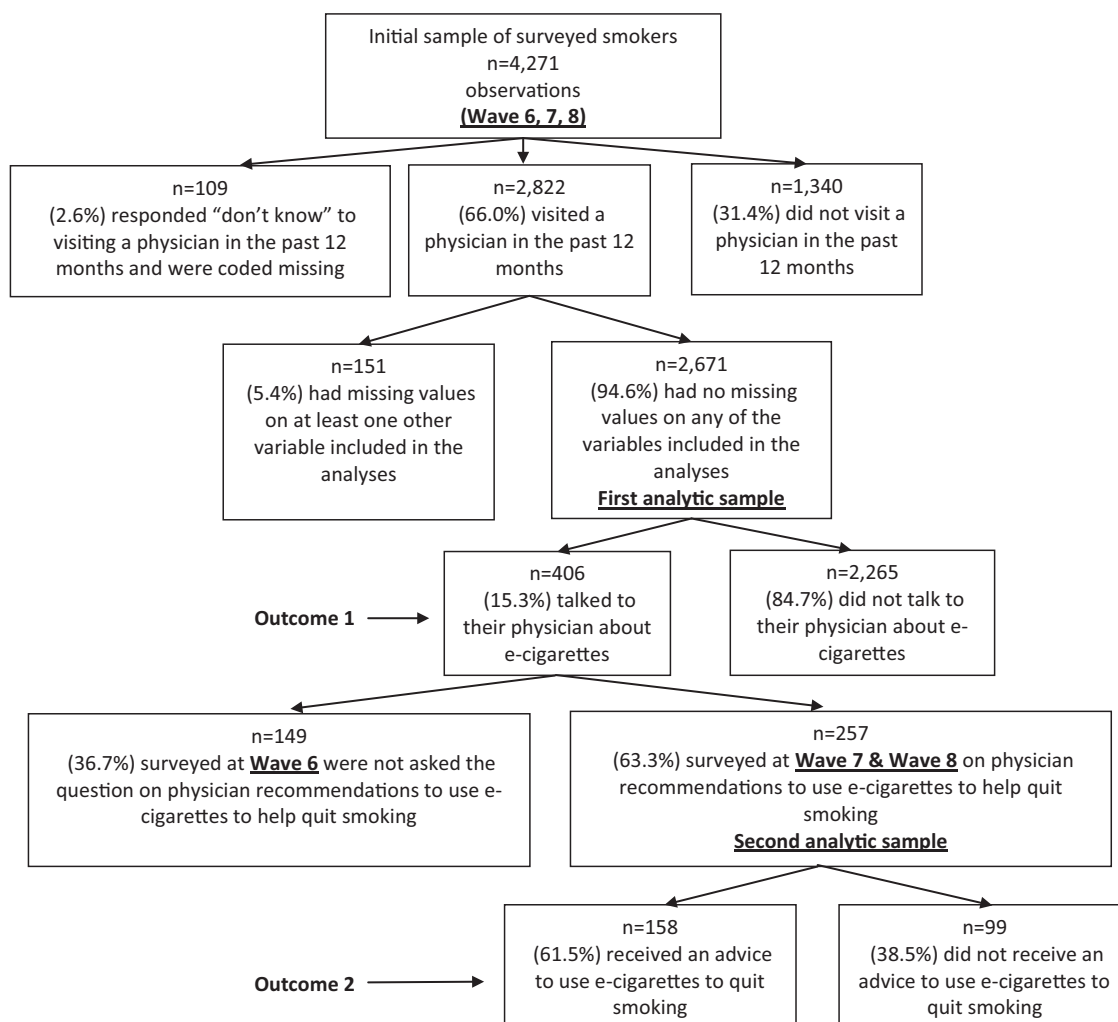 Initial sample of surveyed smokers
n=4,271
observations
(Wave 6, 7, 8)
n=109
(2.6%) responded “don’t know” to
visiting a physician in the past 12
months and were coded missing
n=2,822
(66.0%) visited a
physician in the past 12
months
n=1,340
(31.4%) did not visit a
physician in the past
12 months
n=151
(5.4%) had missing values
on at least one other
variable included in the
analyses
n=2,671
(94.6%) had no missing
values on any of the
variables included in the
analyses
First analytic sample
Outcome 1
n=406
(15.3%) talked to
their physician about
e-cigarettes
n=2,265
(84.7%) did not talk to
their physician about e-
cigarettes
n=149
(36.7%) surveyed at Wave 6 were not asked the
question on physician recommendations to use e-
cigarettes to help quit smoking
n=257
(63.3%) surveyed at Wave 7 & Wave 8 on physician
recommendations to use e-cigarettes to help quit
smoking
Second analytic sample
Outcome 2
n=158
(61.5%) received an advice
to use e-cigarettes to quit
smoking
n=99
(38.5%) did not receive an
advice to use e-cigarettes to
quit smoking